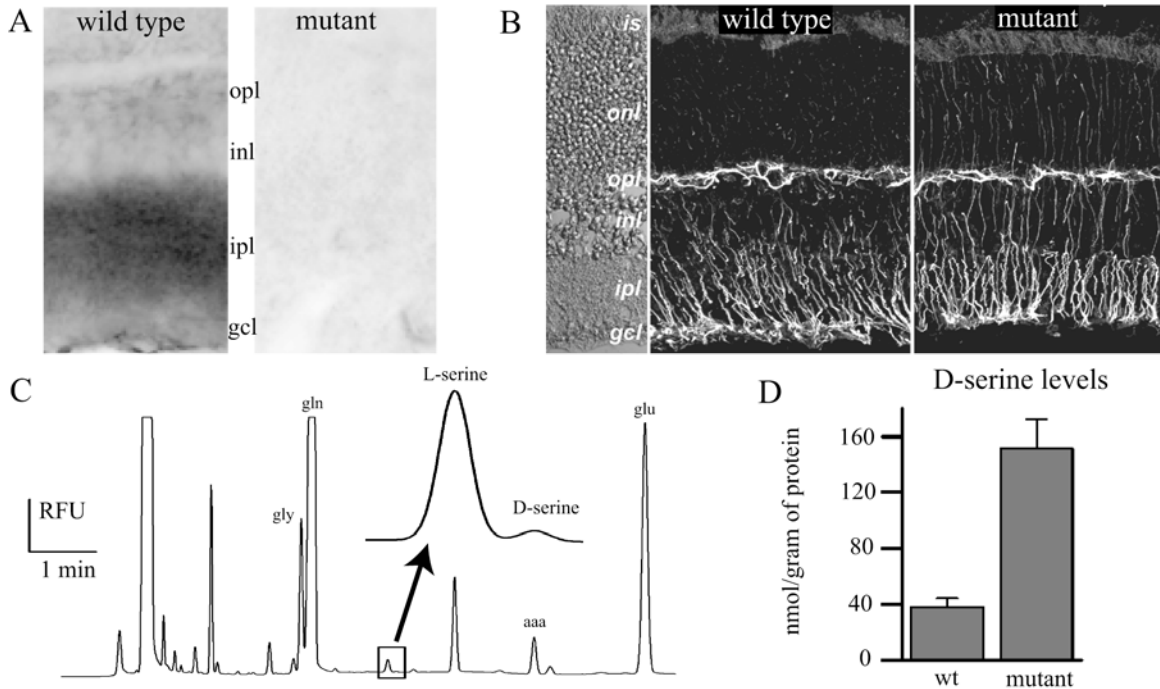 A
wild type
mutant
opl
inl
ipl
gcl
B
wild type
mutant
is
onl
opl
inl
ipl
gcl
C
RFU
1 min
gly
gln
L-serine
D-serine
aaa
glu
D
D-serine levels
nmol/gram of protein
160
120
80
40
0
wt
mutant